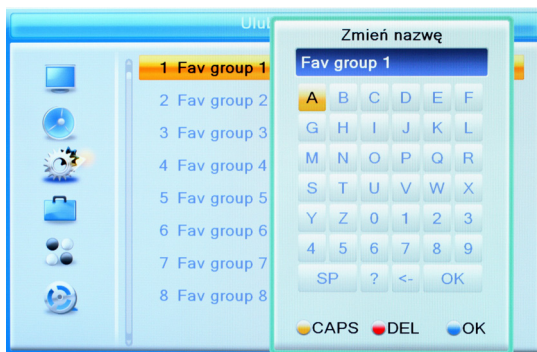 Ulub
1 Fav group 1
2 Fav group 2
3 Fav group 3
4 Fav group 4
5 Fav group 5
6 Fav group 6
7 Fav group 7
8 Fav group 8
Zmień nazwę
Fav group 1
A B C D E F
G H I J K L
M N O P Q R
S T U V W X
Y Z 0 1 2 3
4 5 6 7 8 9
SP ? <- OK
CAPS DEL OK